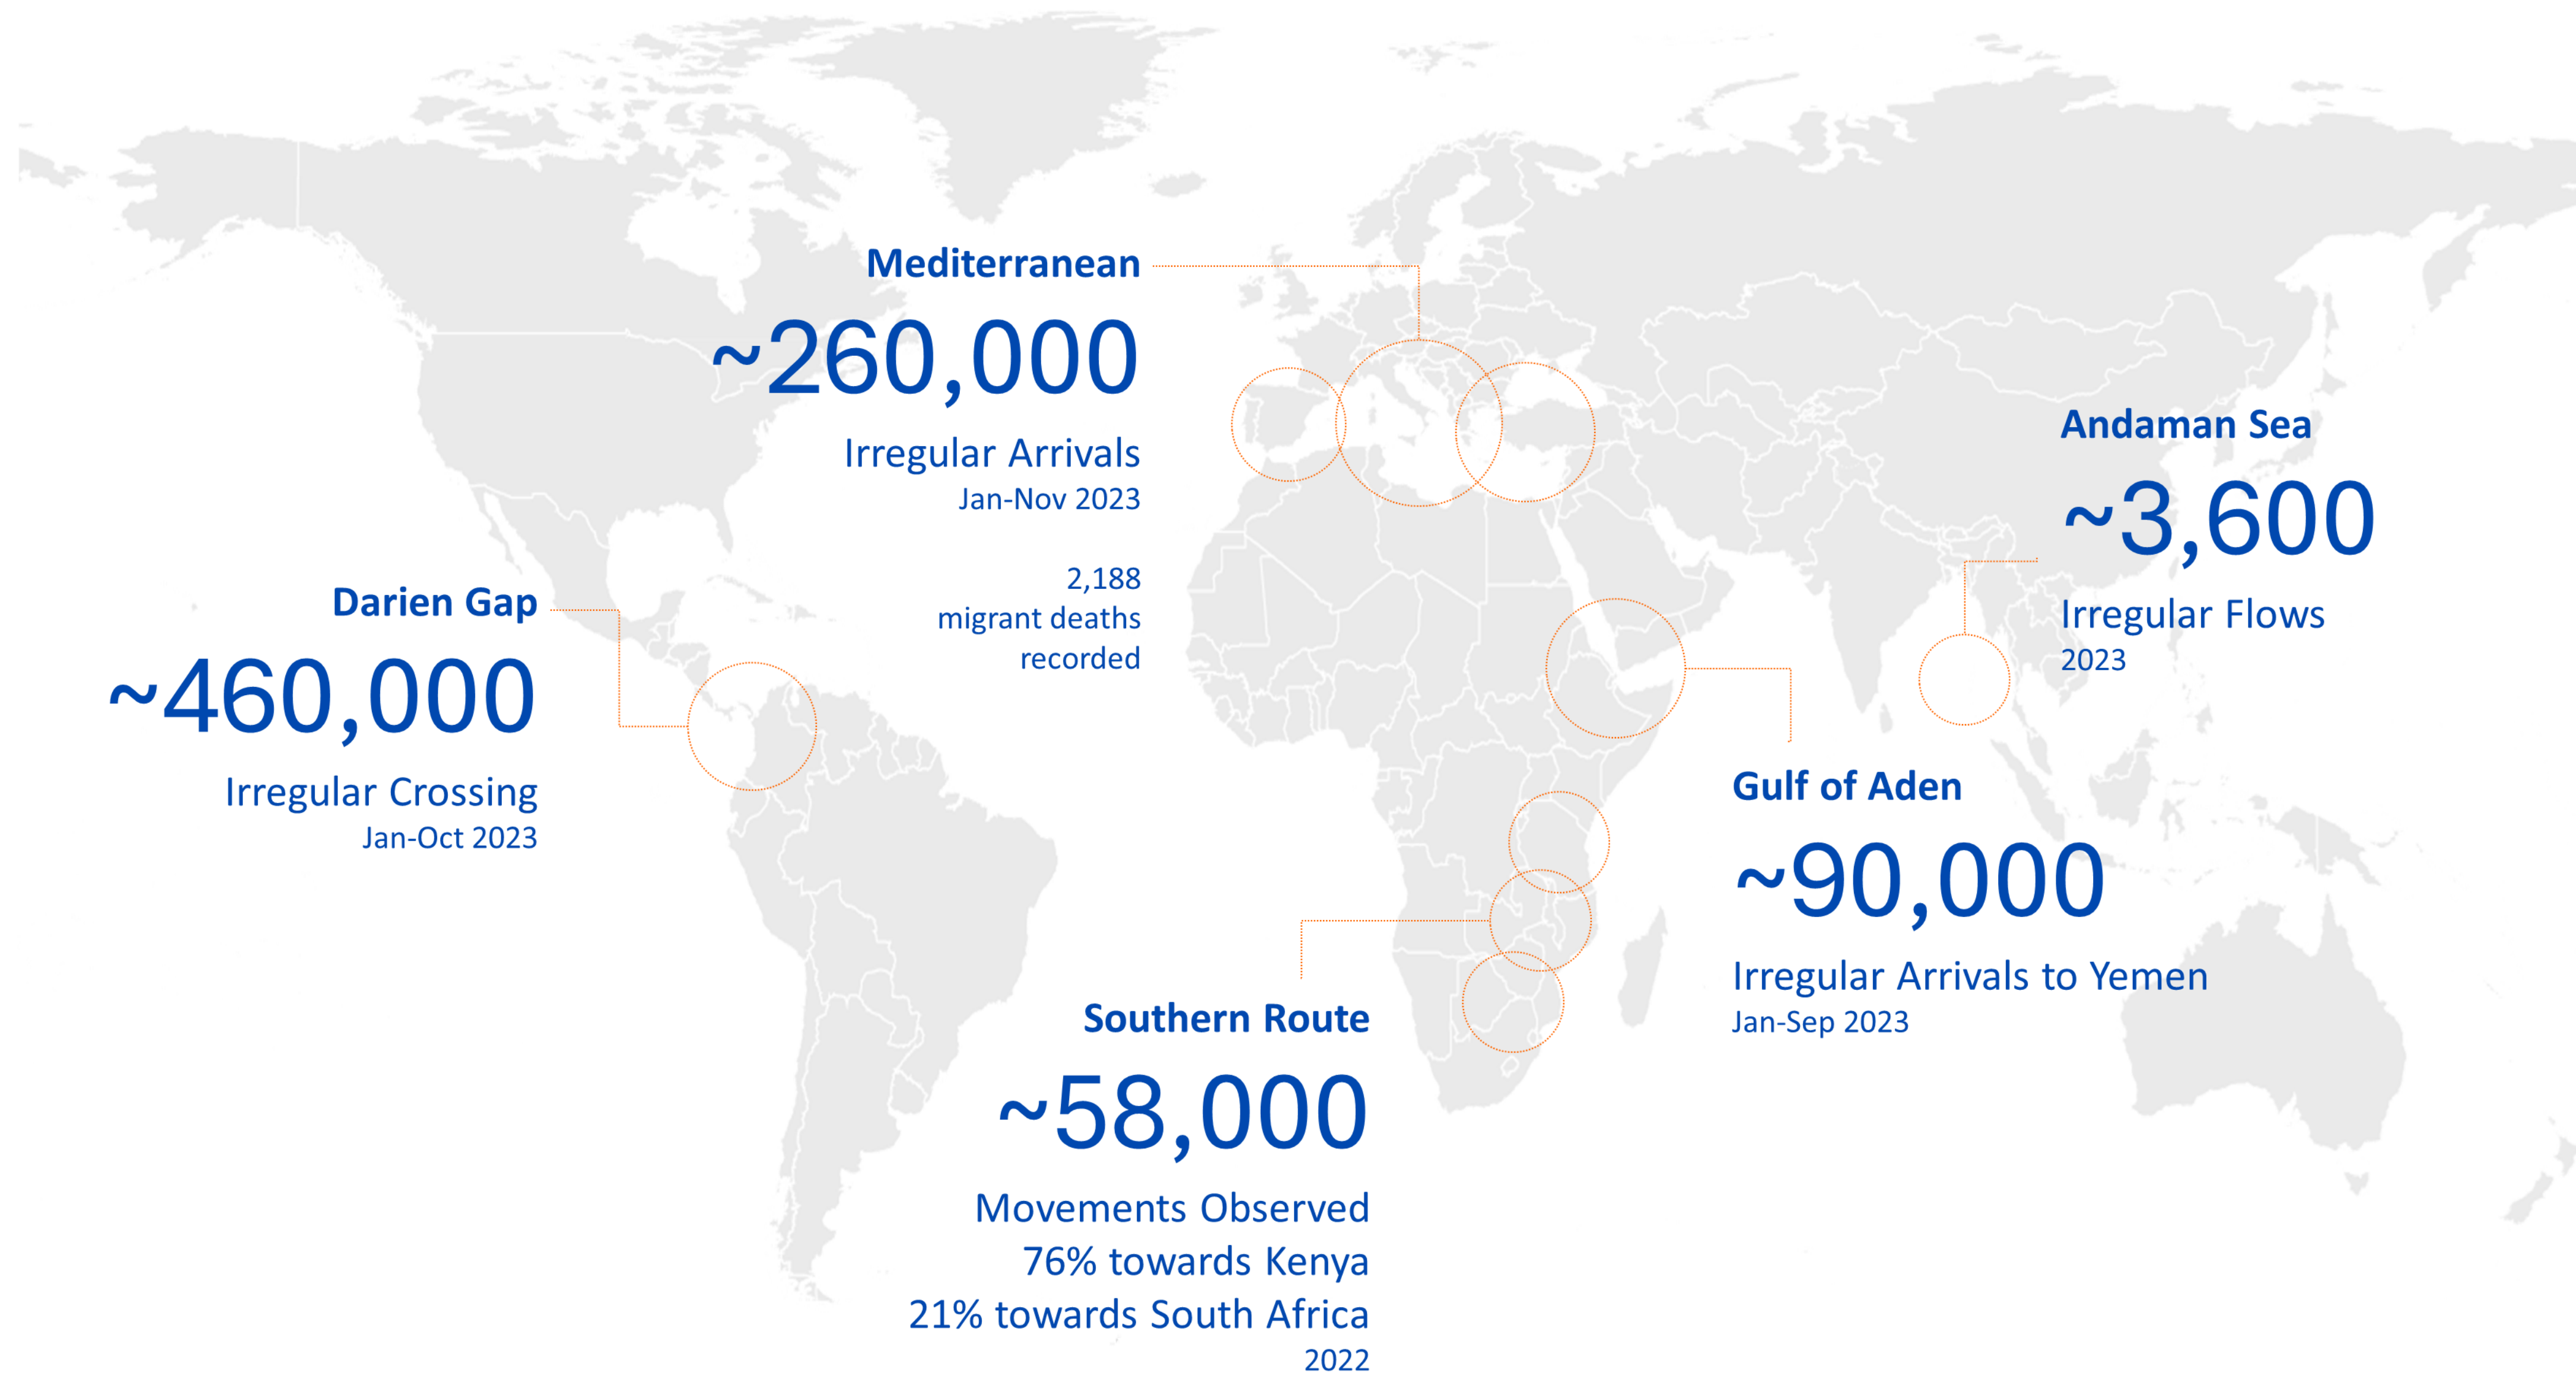 Mediterranean
~260,000
Irregular Arrivals
Jan-Nov 2023
2,188
migrant deaths
recorded
Andaman Sea
~3,600
Irregular Flows
2023
Darien Gap
~460,000
Irregular Crossing
Jan-Oct 2023
Gulf of Aden
~90,000
Irregular Arrivals to Yemen
Jan-Sep 2023
Southern Route
~58,000
Movements Observed
76% towards Kenya
21% towards South Africa
2022